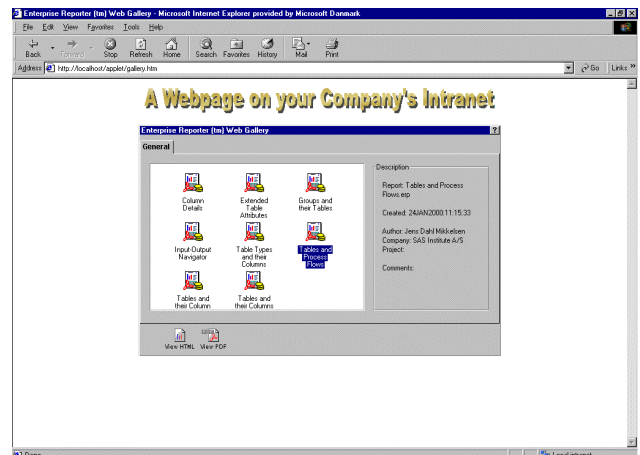 Enterprise Reporter (tm) Web Gallery - Microsoft Internet Explorer provided by Microsoft Danmark
File Edit View Favorites Tools Help
Back Forward Stop Refresh Home Search Favorites History Mail Print
Address http://localhost/applet/gallery.htm Go Links »
A Webpage on your Company's Intranet
Enterprise Reporter (tm) Web Gallery ?
General
Column Details
Extended Table Attributes
Groups and their Tables
Input-Output Navigator
Table Types and their Columns
Tables and Process Flows
Tables and their Columns
Tables and their Columns
Description
Report: Tables and Process
Flows.esp
Created: 24JAN2000:11:15:33
Author: Jens Dahl Mikkelsen
Company: SAS Institute A/S
Project:
Comments:
View HTML View PDF
Done Local intranet